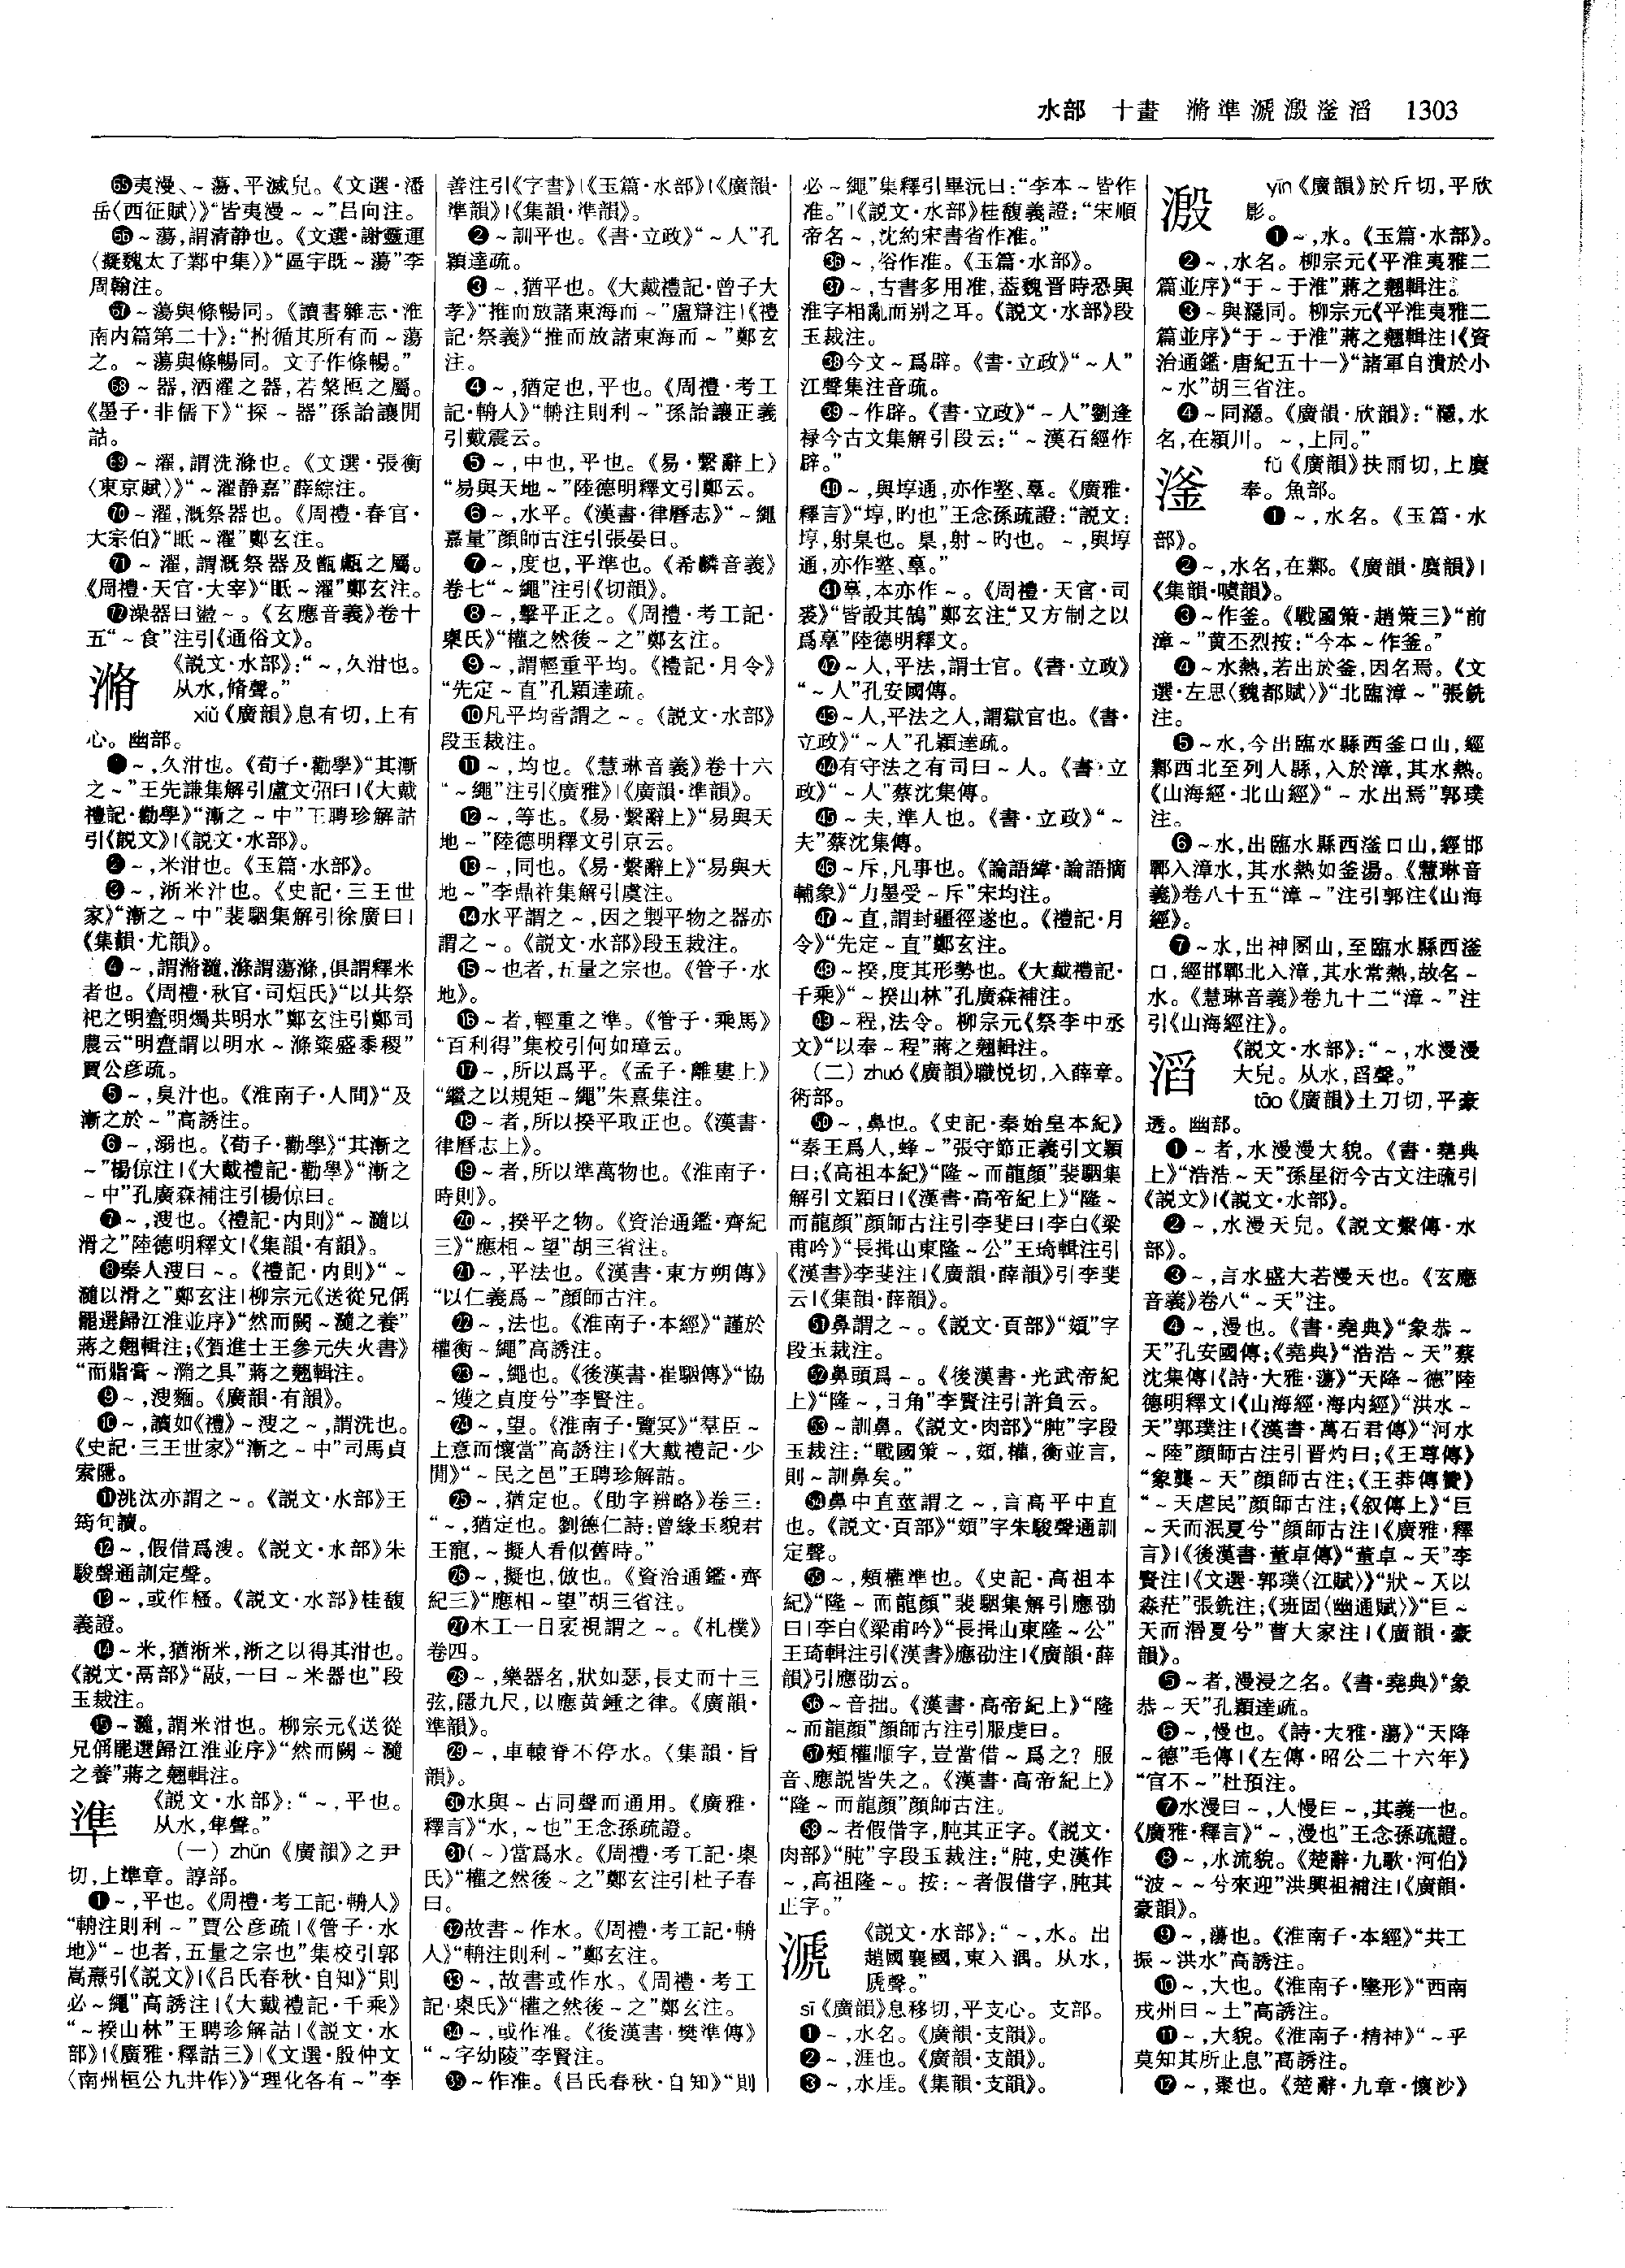 水部 十畫 滫準㴲溵滏滔 1303
65夷漫、～蕩、平滅皃。《文選·潘
岳〈西征賦〉》“皆夷漫～～”吕向注。
66～蕩，謂清静也。《文選·謝靈運
〈擬魏太子鄴中集〉》“區宇既～蕩”李
周翰注。
67～蕩與條暢同。《讀書雜志·淮
南内篇第二十》：“拊循其所有而～蕩
之。～蕩與條暢同。文子作條暢。”
68～器，洒濯之器，若槃匜之屬。
《墨子·非儒下》“探～器”孫詒讓閒
詁。
69～濯，謂洗滌也。《文選·張衡
〈東京賦〉》“～濯静嘉”薛綜注。
70～濯，溉祭器也。《周禮·春官·
大宗伯》“眡～濯”鄭玄注。
71～濯，謂溉祭器及甑甗之屬。
《周禮·天官·大宰》“眡～濯”鄭玄注。
72澡器曰盪～。《玄應音義》卷十
五“～食”注引《通俗文》。
滫 《説文·水部》：“～，久泔也。
从水，脩聲。”
xiǔ《廣韻》息有切，上有
心。幽部。
❶～，久泔也。《荀子·勸學》“其漸
之～”王先謙集解引盧文弨曰|《大戴
禮記·勸學》“漸之～中”王聘珍解詁
引《説文》|《説文·水部》。
❷～，米泔也。《玉篇·水部》。
❸～，淅米汁也。《史記·三王世
家》“漸之～中”裴駰集解引徐廣曰|
《集韻·尤韻》。
❹～，謂滫瀡，滌謂蕩滌，俱謂釋米
者也。《周禮·秋官·司烜氏》“以共祭
祀之明齍明燭共明水”鄭玄注引鄭司
農云“明齍謂以明水～滌粢盛黍稷”
賈公彦疏。
❺～，臭汁也。《淮南子·人間》“及
漸之於～”高誘注。
❻～，溺也。《荀子·勸學》“其漸之
～”楊倞注|《大戴禮記·勸學》“漸之
～中”孔廣森補注引楊倞曰。
❼～，溲也。《禮記·内則》“～瀡以
滑之”陸德明釋文|《集韻·有韻》。
❽秦人溲曰～。《禮記·内則》“～
瀡以滑之”鄭玄注|柳宗元《送從兄偁
罷選歸江淮並序》“然而闕～瀡之養”
蔣之翹輯注；《賀進士王參元失火書》
“而脂膏～瀡之具”蔣之翹輯注。
❾～，溲麵。《廣韻·有韻》。
❿～，讀如《禮》～溲之～，謂洗也。
《史記·三王世家》“漸之～中”司馬貞
索隱。
⓫洮汰亦謂之～。《説文·水部》王
筠句讀。
⓬～，假借爲溲。《説文·水部》朱
駿聲通訓定聲。
⓭～，或作䅎。《説文·水部》桂馥
義證。
⓮～米，猶淅米，淅之以得其泔也。
《説文·鬲部》“㪇，一曰～米器也”段
玉裁注。
⓯～瀡，謂米泔也。柳宗元《送從
兄偁罷選歸江淮並序》“然而闕～瀡
之養”蔣之翹輯注。
準 《説文·水部》：“～，平也。
从水，隼聲。”
（一）zhǔn《廣韻》之尹
切，上準章。諄部。
❶～，平也。《周禮·考工記·輈人》
“輈注則利～”賈公彦疏|《管子·水
地》“～也者，五量之宗也”集校引郭
嵩燾引《説文》|《吕氏春秋·自知》“則
必～繩”高誘注|《大戴禮記·千乘》
“～揆山林”王聘珍解詁|《説文·水
部》|《廣雅·釋詁三》|《文選·殷仲文
〈南州桓公九井作〉》“理化各有～”李
善注引《字書》|《玉篇·水部》|《廣韻·
準韻》|《集韻·準韻》。
❷～訓平也。《書·立政》“～人”孔
穎達疏。
❸～，猶平也。《大戴禮記·曾子大
孝》“推而放諸東海而～”盧辯注|《禮
記·祭義》“推而放諸東海而～”鄭玄
注。
❹～，猶定也，平也。《周禮·考工
記·輈人》“輈注則利～”孫詒讓正義
引戴震云。
❺～，中也，平也。《易·繫辭上》
“易與天地～”陸德明釋文引鄭云。
❻～，水平。《漢書·律曆志》“～繩
嘉量”顔師古注引張晏曰。
❼～，度也，平準也。《希麟音義》
卷七“～繩”注引《切韻》。
❽～，擊平正之。《周禮·考工記·
㮚氏》“權之然後～之”鄭玄注。
❾～，謂輕重平均。《禮記·月令》
“先定～直”孔穎達疏。
❿凡平均皆謂之～。《説文·水部》
段玉裁注。
⓫～，均也。《慧琳音義》卷十六
“～繩”注引《廣雅》|《廣韻·準韻》。
⓬～，等也。《易·繫辭上》“易與天
地～”陸德明釋文引京云。
⓭～，同也。《易·繫辭上》“易與天
地～”李鼎祚集解引虞注。
⓮水平謂之～，因之製平物之器亦
謂之～。《説文·水部》段玉裁注。
⓯～也者，五量之宗也。《管子·水
地》。
⓰～者，輕重之準。《管子·乘馬》
“百利得”集校引何如璋云。
⓱～，所以爲平。《孟子·離婁上》
“繼之以規矩～繩”朱熹集注。
⓲～者，所以揆平取正也。《漢書·
律曆志上》。
⓳～者，所以準萬物也。《淮南子·
時則》。
⓴～，揆平之物。《資治通鑑·齊紀
三》“應相～望”胡三省注。
21～，平法也。《漢書·東方朔傳》
“以仁義爲～”顔師古注。
22～，法也。《淮南子·本經》“謹於
權衡～繩”高誘注。
23～，繩也。《後漢書·崔駰傳》“協
～矱之貞度兮”李賢注。
24～，望。《淮南子·覽冥》“羣臣～
上意而懷當”高誘注|《大戴禮記·少
閒》“～民之邑”王聘珍解詁。
25～，猶定也。《助字辨略》卷三：
“～，猶定也。劉德仁詩：曾緣玉貌君
王寵，～擬人看似舊時。”
26～，擬也，倣也。《資治通鑑·齊
紀三》“應相～望”胡三省注。
27木工一目衺視謂之～。《札樸》
卷四。
28～，樂器名，狀如瑟，長丈而十三
弦，隱九尺，以應黄鍾之律。《廣韻·
準韻》。
29～，車轅脊不停水。《集韻·旨
韻》。
30水與～古同聲而通用。《廣雅·
釋言》“水，～也”王念孫疏證。
31（～）當爲水。《周禮·考工記·㮚
氏》“權之然後～之”鄭玄注引杜子春
曰。
32故書～作水。《周禮·考工記·輈
人》“輈注則利～”鄭玄注。
33～，故書或作水。《周禮·考工
記·㮚氏》“權之然後～之”鄭玄注。
34～，或作准。《後漢書·樊準傳》
“～字幼陵”李賢注。
35～作准。《吕氏春秋·自知》“則
必～繩”集釋引畢沅曰：“李本～皆作
准。”|《説文·水部》桂馥義證：“宋順
帝名～，沈約宋書省作准。”
36～，俗作准。《玉篇·水部》。
37～，古書多用准，葢魏晋時恐與
淮字相亂而别之耳。《説文·水部》段
玉裁注。
38今文～爲辟。《書·立政》“～人”
江聲集注音疏。
39～作辟。《書·立政》“～人”劉逢
禄今古文集解引段云：“～漢石經作
辟。”
40～，與埻通，亦作壑、臬。《廣雅·
釋言》“埻，旳也”王念孫疏證：“説文：
埻，射臬也。臬，射～旳也。～，與埻
通，亦作壑、臬。”
41臬，本亦作～。《周禮·天官·司
裘》“皆設其鵠”鄭玄注“又方制之以
爲臬”陸德明釋文。
42～人，平法，謂士官。《書·立政》
“～人”孔安國傳。
43～人，平法之人，謂獄官也。《書·
立政》“～人”孔穎達疏。
44有守法之有司曰～人。《書·立
政》“～人”蔡沈集傳。
45～夫，準人也。《書·立政》“～
夫”蔡沈集傳。
46～斥，凡事也。《論語緯·論語摘
輔象》“力墨受～斥”宋均注。
47～直，謂封疆徑遂也。《禮記·月
令》“先定～直”鄭玄注。
48～揆，度其形勢也。《大戴禮記·
千乘》“～揆山林”孔廣森補注。
49～程，法令。柳宗元《祭李中丞
文》“以奉～程”蔣之翹輯注。
（二）zhuó《廣韻》職悦切，入薛章。
術部。
50～，鼻也。《史記·秦始皇本紀》
“秦王爲人，蜂～”張守節正義引文穎
曰；《高祖本紀》“隆～而龍顔”裴駰集
解引文穎曰|《漢書·高帝紀上》“隆～
而龍顔”顔師古注引李斐曰|李白《梁
甫吟》“長揖山東隆～公”王琦輯注引
《漢書》李斐注|《廣韻·薛韻》引李斐
云|《集韻·薛韻》。
51鼻謂之～。《説文·頁部》“頞”字
段玉裁注。
52鼻頭爲～。《後漢書·光武帝紀
上》“隆～，日角”李賢注引許負云。
53～訓鼻。《説文·肉部》“肫”字段
玉裁注：“戰國策～，頞，權，衡並言，
則～訓鼻矣。”
54鼻中直莖謂之～，言高平中直
也。《説文·頁部》“頞”字朱駿聲通訓
定聲。
55～，頰權準也。《史記·高祖本
紀》“隆～而龍顔”裴駰集解引應劭
曰|李白《梁甫吟》“長揖山東隆～公”
王琦輯注引《漢書》應劭注|《廣韻·薛
韻》引應劭云。
56～音拙。《漢書·高帝紀上》“隆
～而龍顔”顔師古注引服虔曰。
57頰權順字，豈當借～爲之？服
音、應説皆失之。《漢書·高帝紀上》
“隆～而龍顔”顔師古注。
58～者假借字，肫其正字。《説文·
肉部》“肫”字段玉裁注：“肫，史漢作
～，高祖隆～。按：～者假借字，肫其
正字。”
㴲 《説文·水部》：“～，水。出
趙國襄國，東入湡。从水，
虒聲。”
sī《廣韻》息移切，平支心。支部。
❶～，水名。《廣韻·支韻》。
❷～，涯也。《廣韻·支韻》。
❸～，水厓。《集韻·支韻》。
溵 yīn《廣韻》於斤切，平欣
影。
❶～，水。《玉篇·水部》。
❷～，水名。柳宗元《平淮夷雅二
篇並序》“于～于淮”蔣之翹輯注。
❸～與濦同。柳宗元《平淮夷雅二
篇並序》“于～于淮”蔣之翹輯注|《資
治通鑑·唐紀五十一》“諸軍自潰於小
～水”胡三省注。
❹～同濦。《廣韻·欣韻》：“濦，水
名，在潁川。～，上同。”
滏 fǔ《廣韻》扶雨切，上麌
奉。魚部。
❶～，水名。《玉篇·水
部》。
❷～，水名，在鄴。《廣韻·麌韻》|
《集韻·噳韻》。
❸～作釜。《戰國策·趙策三》“前
漳～”黄丕烈按：“今本～作釜。”
❹～水熱，若出於釜，因名焉。《文
選·左思〈魏都賦〉》“北臨漳～”張銑
注。
❺～水，今出臨水縣西釜口山，經
鄴西北至列人縣，入於漳，其水熱。
《山海經·北山經》“～水出焉”郭璞
注。
❻～水，出臨水縣西滏口山，經邯
鄲入漳水，其水熱如釜湯。《慧琳音
義》卷八十五“漳～”注引郭注《山海
經》。
❼～水，出神囷山，至臨水縣西滏
口，經邯鄲北入漳，其水常熱，故名～
水。《慧琳音義》卷九十二“漳～”注
引《山海經注》。
滔 《説文·水部》：“～，水漫漫
大皃。从水，舀聲。”
tāo《廣韻》土刀切，平豪
透。幽部。
❶～者，水漫漫大貌。《書·堯典
上》“浩浩～天”孫星衍今古文注疏引
《説文》|《説文·水部》。
❷～，水漫天皃。《説文繫傳·水
部》。
❸～，言水盛大若漫天也。《玄應
音義》卷八“～天”注。
❹～，漫也。《書·堯典》“象恭～
天”孔安國傳；《堯典》“浩浩～天”蔡
沈集傳|《詩·大雅·蕩》“天降～德”陸
德明釋文|《山海經·海内經》“洪水～
天”郭璞注|《漢書·萬石君傳》“河水
～陸”顔師古注引晋灼曰；《王尊傳》
“象龔～天”顔師古注；《王莽傳贊》
“～天虐民”顔師古注；《叙傳上》“巨
～天而泯夏兮”顔師古注|《廣雅·釋
言》|《後漢書·董卓傳》“董卓～天”李
賢注|《文選·郭璞〈江賦〉》“狀～天以
淼茫”張銑注；《班固〈幽通賦〉》“巨～
天而泯夏兮”曹大家注|《廣韻·豪
韻》。
❺～者，漫浸之名。《書·堯典》“象
恭～天”孔穎達疏。
❻～，慢也。《詩·大雅·蕩》“天降
～德”毛傳|《左傳·昭公二十六年》
“官不～”杜預注。
❼水漫曰～，人慢曰～，其義一也。
《廣雅·釋言》“～，漫也”王念孫疏證。
❽～，水流貌。《楚辭·九歌·河伯》
“波～～兮來迎”洪興祖補注|《廣韻·
豪韻》。
❾～，蕩也。《淮南子·本經》“共工
振～洪水”高誘注。
❿～，大也。《淮南子·墬形》“西南
戎州曰～土”高誘注。
⓫～，大貌。《淮南子·精神》“～乎
莫知其所止息”高誘注。
⓬～，聚也。《楚辭·九章·懷沙》